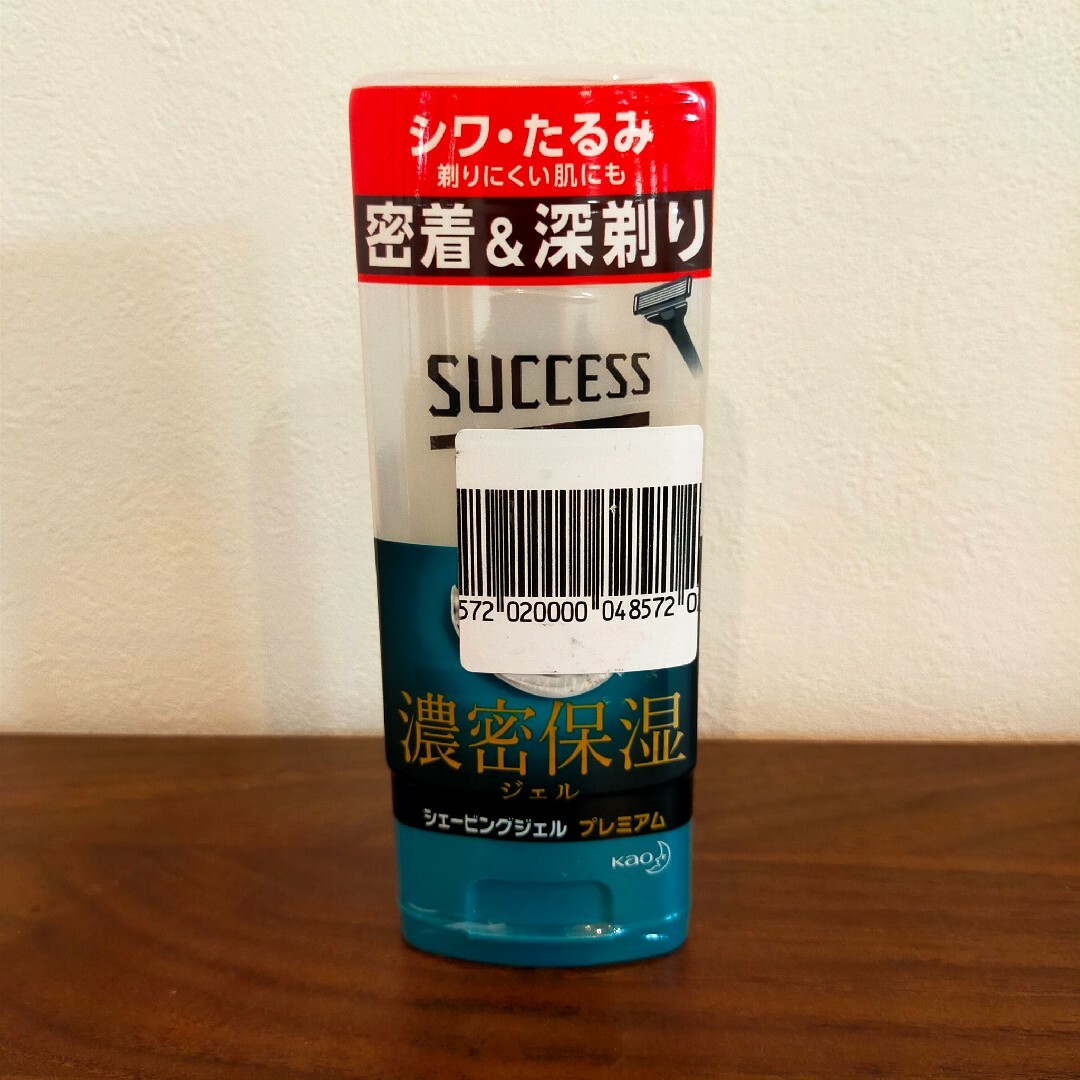 シワ・たるみ
剃りにくい肌にも
密着&深剃り
SUCCESS
572 020000 048572 0
濃密保湿
ジェル
シェービングジェル プレミアム
Kao